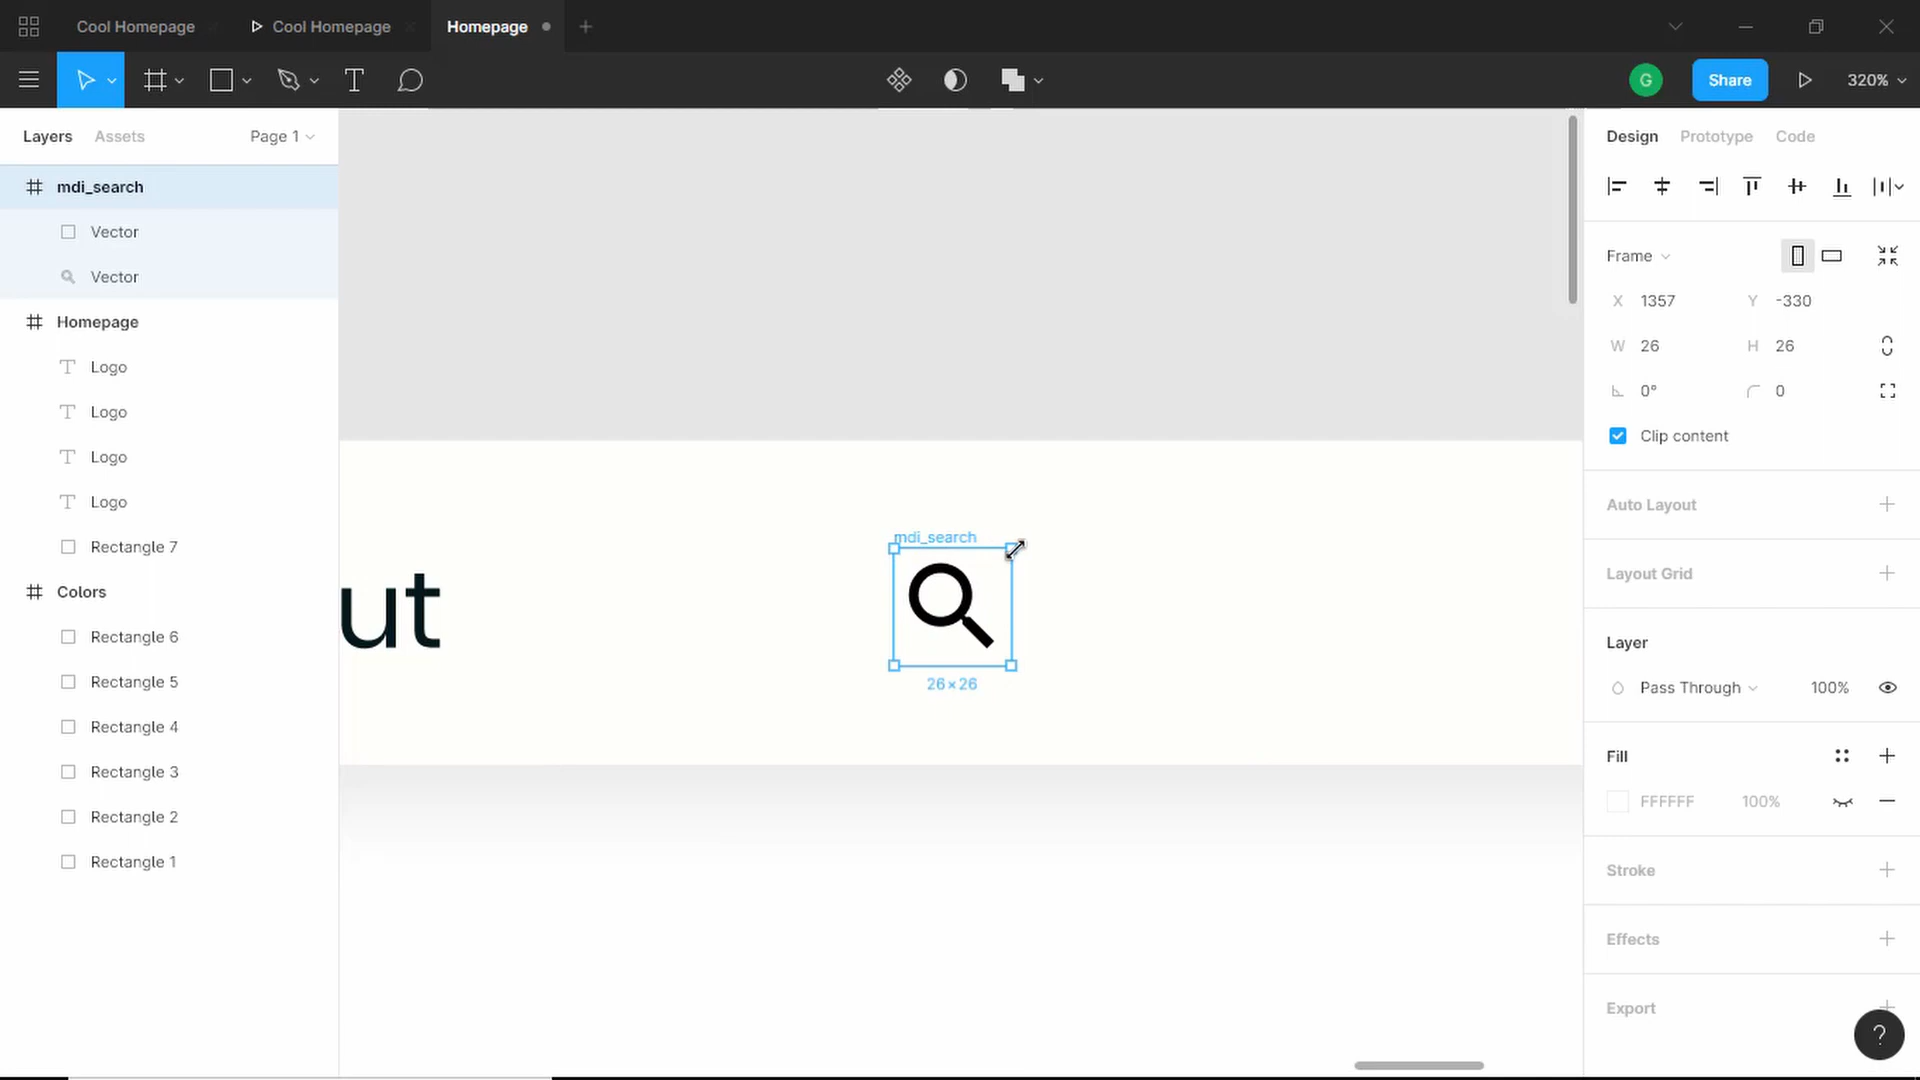 Cool Homepage
Cool Homepage
Homepage
G
Share
320%
Layers
Assets
Page 1
mdi_search
Vector
Vector
Homepage
Logo
Logo
Logo
Logo
Rectangle 7
Colors
Rectangle 6
Rectangle 5
Rectangle 4
Rectangle 3
Rectangle 2
Rectangle 1
ut
mdi_search
26×26
Design
Prototype
Code
Frame
X 1357 Y -330
W 26 H 26
0° 0
Clip content
Auto Layout
Layout Grid
Layer
Pass Through 100%
Fill
FFFFFF 100%
Stroke
Effects
Export
?